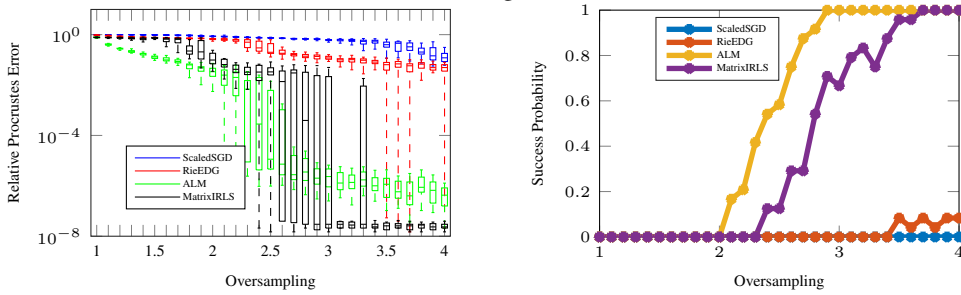 10^0
10^−4
10^−8
Relative Procrustes Error
ScaledSGD
RieEDG
ALM
MatrixIRLS
1 1.5 2 2.5 3 3.5 4
Oversampling
1
0.8
0.6
0.4
0.2
0
Success Probability
ScaledSGD
RieEDG
ALM
MatrixIRLS
1 2 3 4
Oversampling